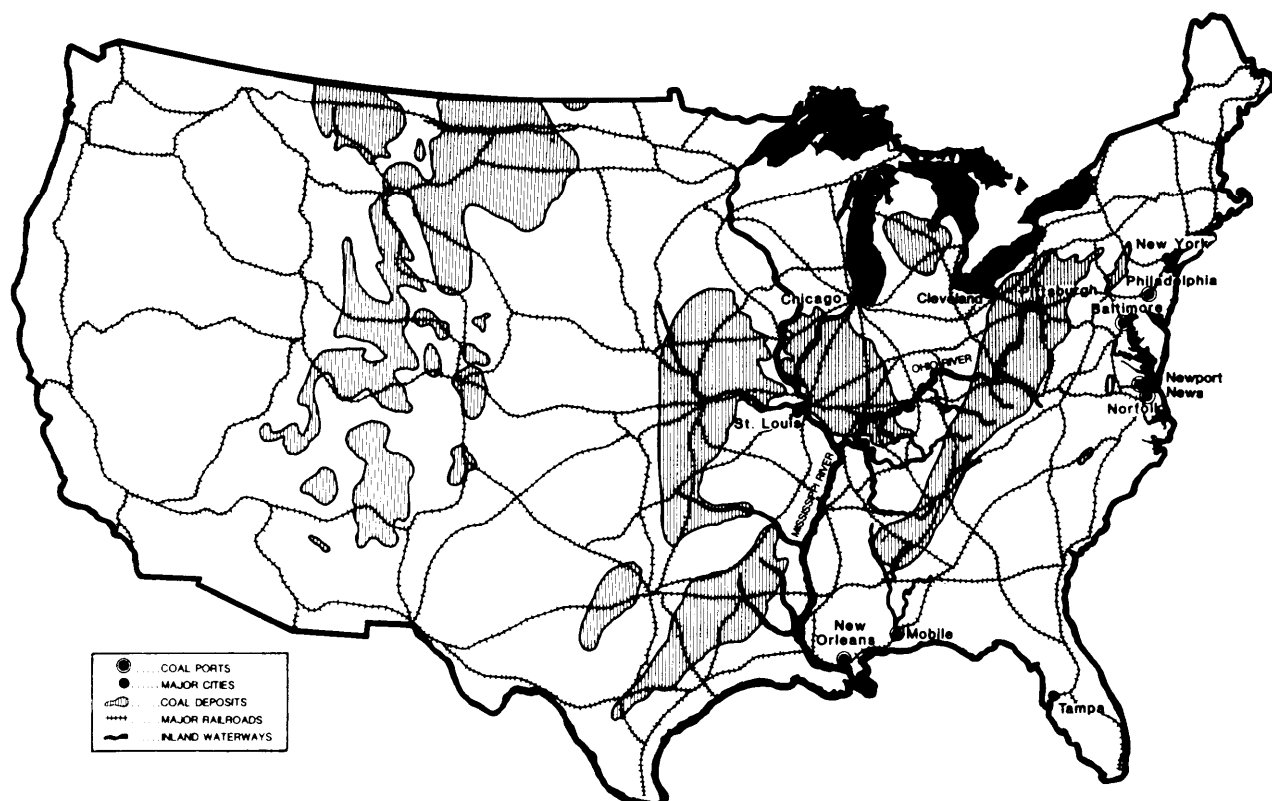 New York
Philadelphia
Pittsburgh
Baltimore
Chicago
Cleveland
OHIO RIVER
Newport
News
Norfolk
St. Louis
MISSISSIPPI RIVER
New
Orleans
Mobile
Tampa
.....COAL PORTS
......MAJOR CITIES
.....COAL DEPOSITS
.....MAJOR RAILROADS
.....INLAND WATERWAYS